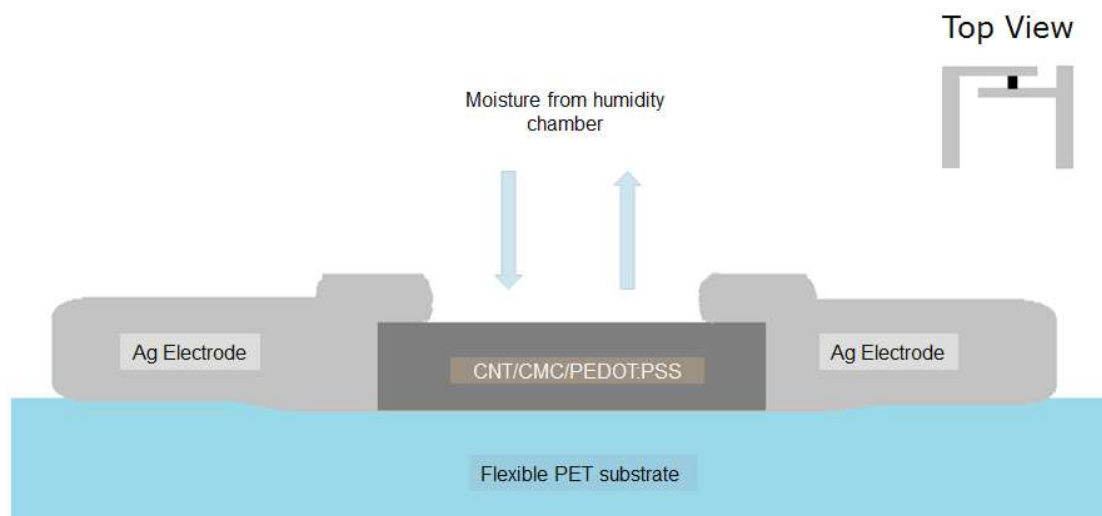 Top View
Moisture from humidity
chamber
Ag Electrode
CNT/CMC/PEDOT:PSS
Ag Electrode
Flexible PET substrate